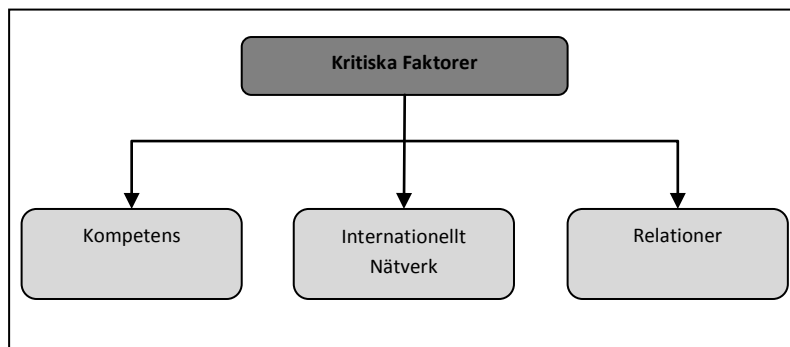 Kritiska Faktorer
Kompetens
Internationellt
Nätverk
Relationer